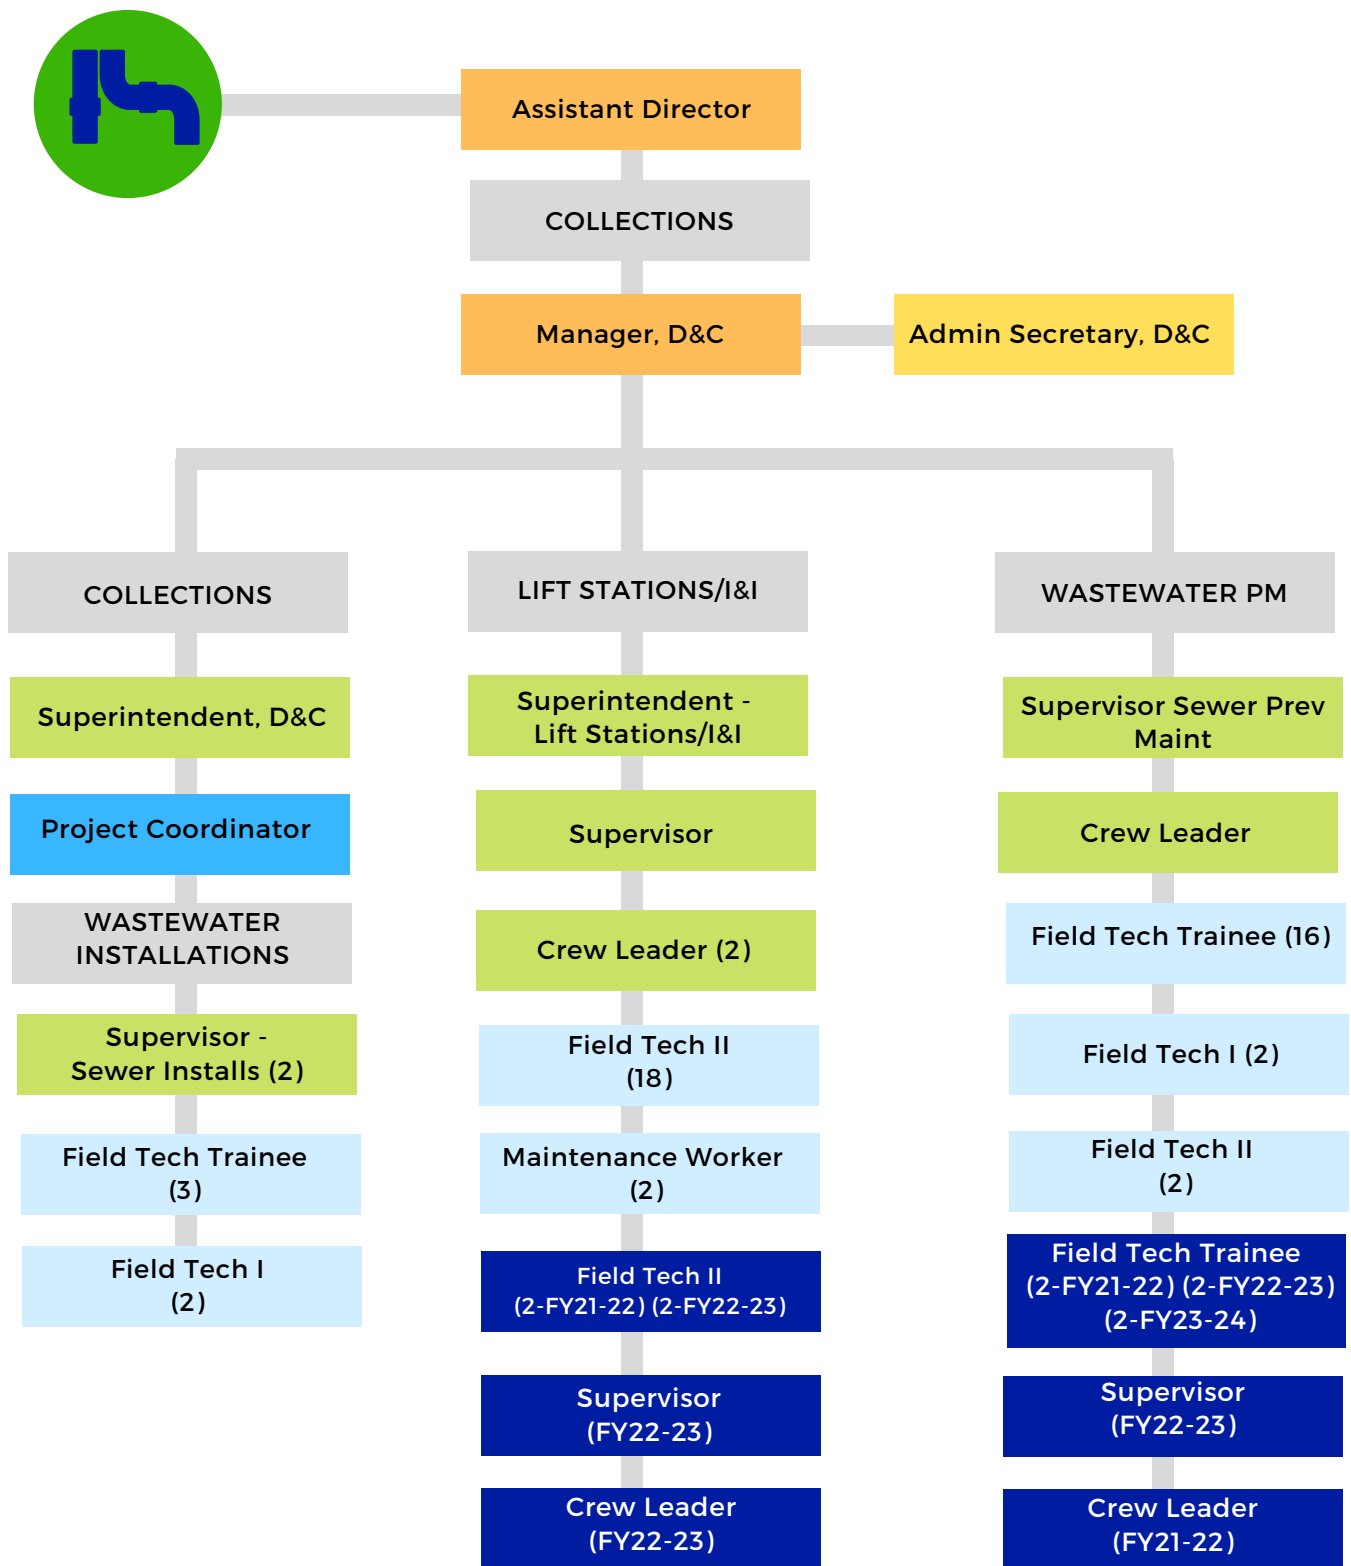 Assistant Director
COLLECTIONS
Manager, D&C
Admin Secretary, D&C
COLLECTIONS
Superintendent, D&C
Project Coordinator
WASTEWATER
INSTALLATIONS
Supervisor -
Sewer Installs (2)
Field Tech Trainee
(3)
Field Tech I
(2)
LIFT STATIONS/I&I
Superintendent -
Lift Stations/I&I
Supervisor
Crew Leader (2)
Field Tech II
(18)
Maintenance Worker
(2)
Field Tech II
(2-FY21-22) (2-FY22-23)
Supervisor
(FY22-23)
Crew Leader
(FY22-23)
WASTEWATER PM
Supervisor Sewer Prev
Maint
Crew Leader
Field Tech Trainee (16)
Field Tech I (2)
Field Tech II
(2)
Field Tech Trainee
(2-FY21-22) (2-FY22-23)
(2-FY23-24)
Supervisor
(FY22-23)
Crew Leader
(FY21-22)